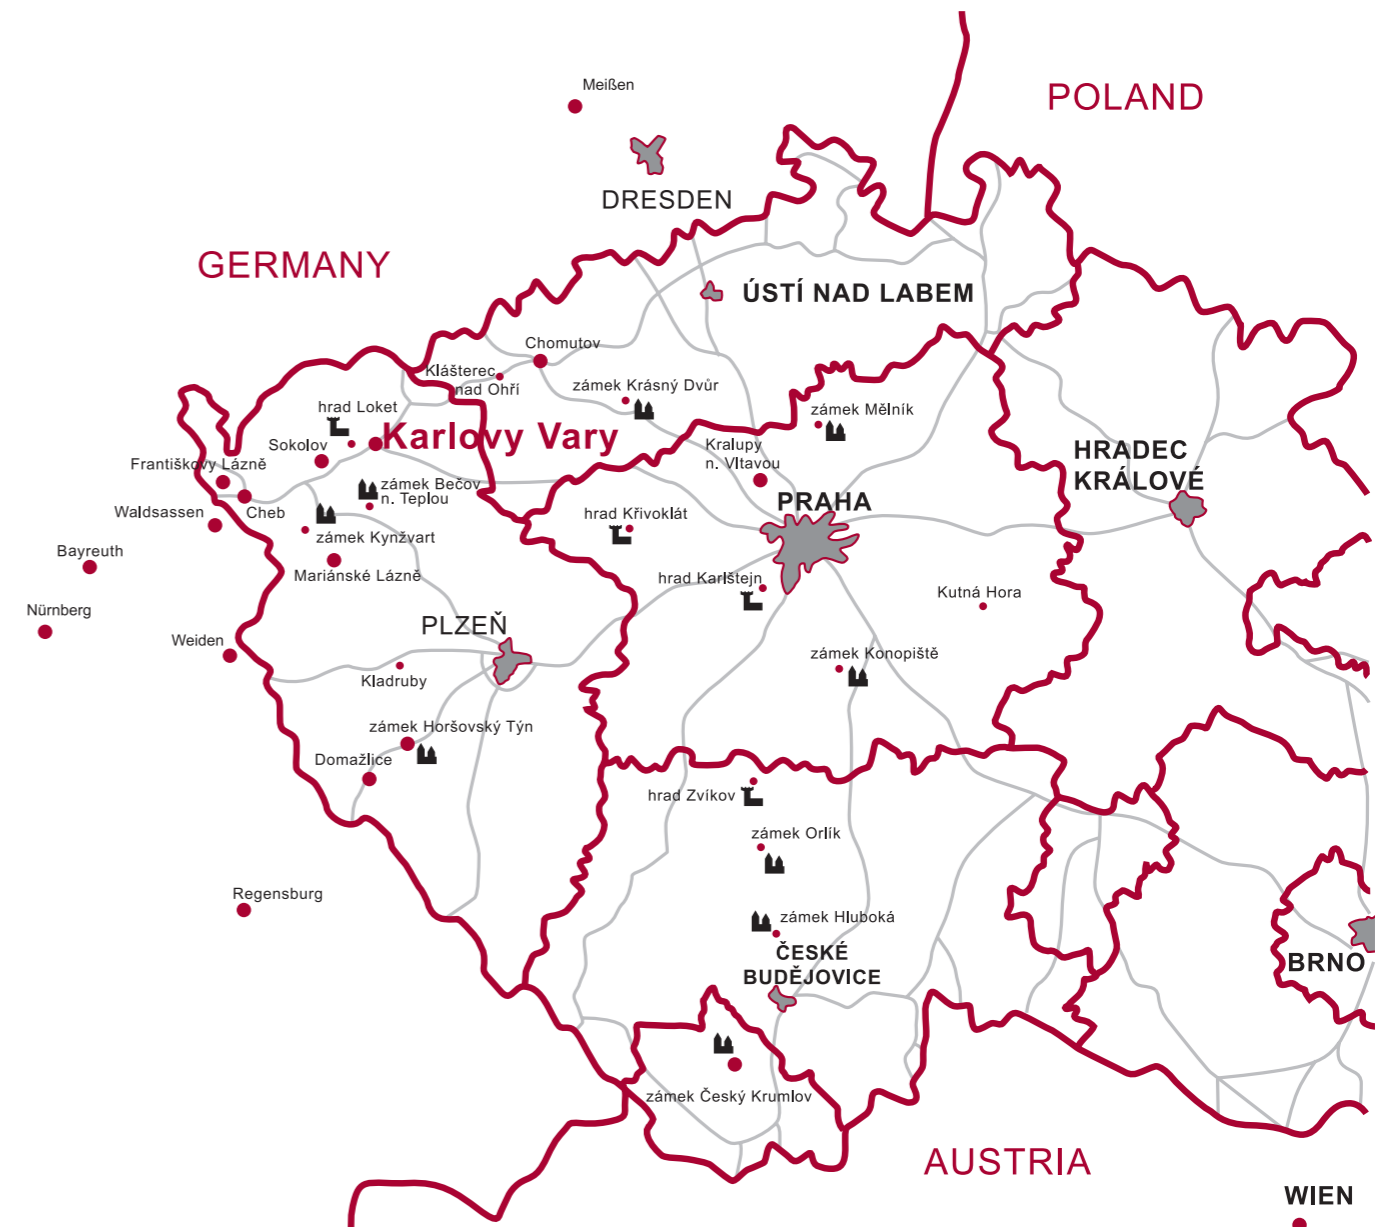 Meißen
POLAND
DRESDEN
GERMANY
ÚSTÍ NAD LABEM
Chomutov
Klášterec
nad Ohří
zámek Krásný Dvůr
hrad Loket
zámek Mělník
Karlovy Vary
Sokolov
Kralupy
n. Vltavou
HRADEC
KRÁLOVÉ
Františkovy Lázně
zámek Bečov
n. Teplou
PRAHA
Waldsassen
Cheb
hrad Křivoklát
zámek Kynžvart
Bayreuth
Mariánské Lázně
hrad Karlštejn
Kutná Hora
Nürnberg
PLZEŇ
Weiden
zámek Konopiště
Kladruby
zámek Horšovský Týn
Domažlice
hrad Zvíkov
zámek Orlík
Regensburg
zámek Hluboká
ČESKÉ
BUDĚJOVICE
BRNO
zámek Český Krumlov
AUSTRIA
WIEN